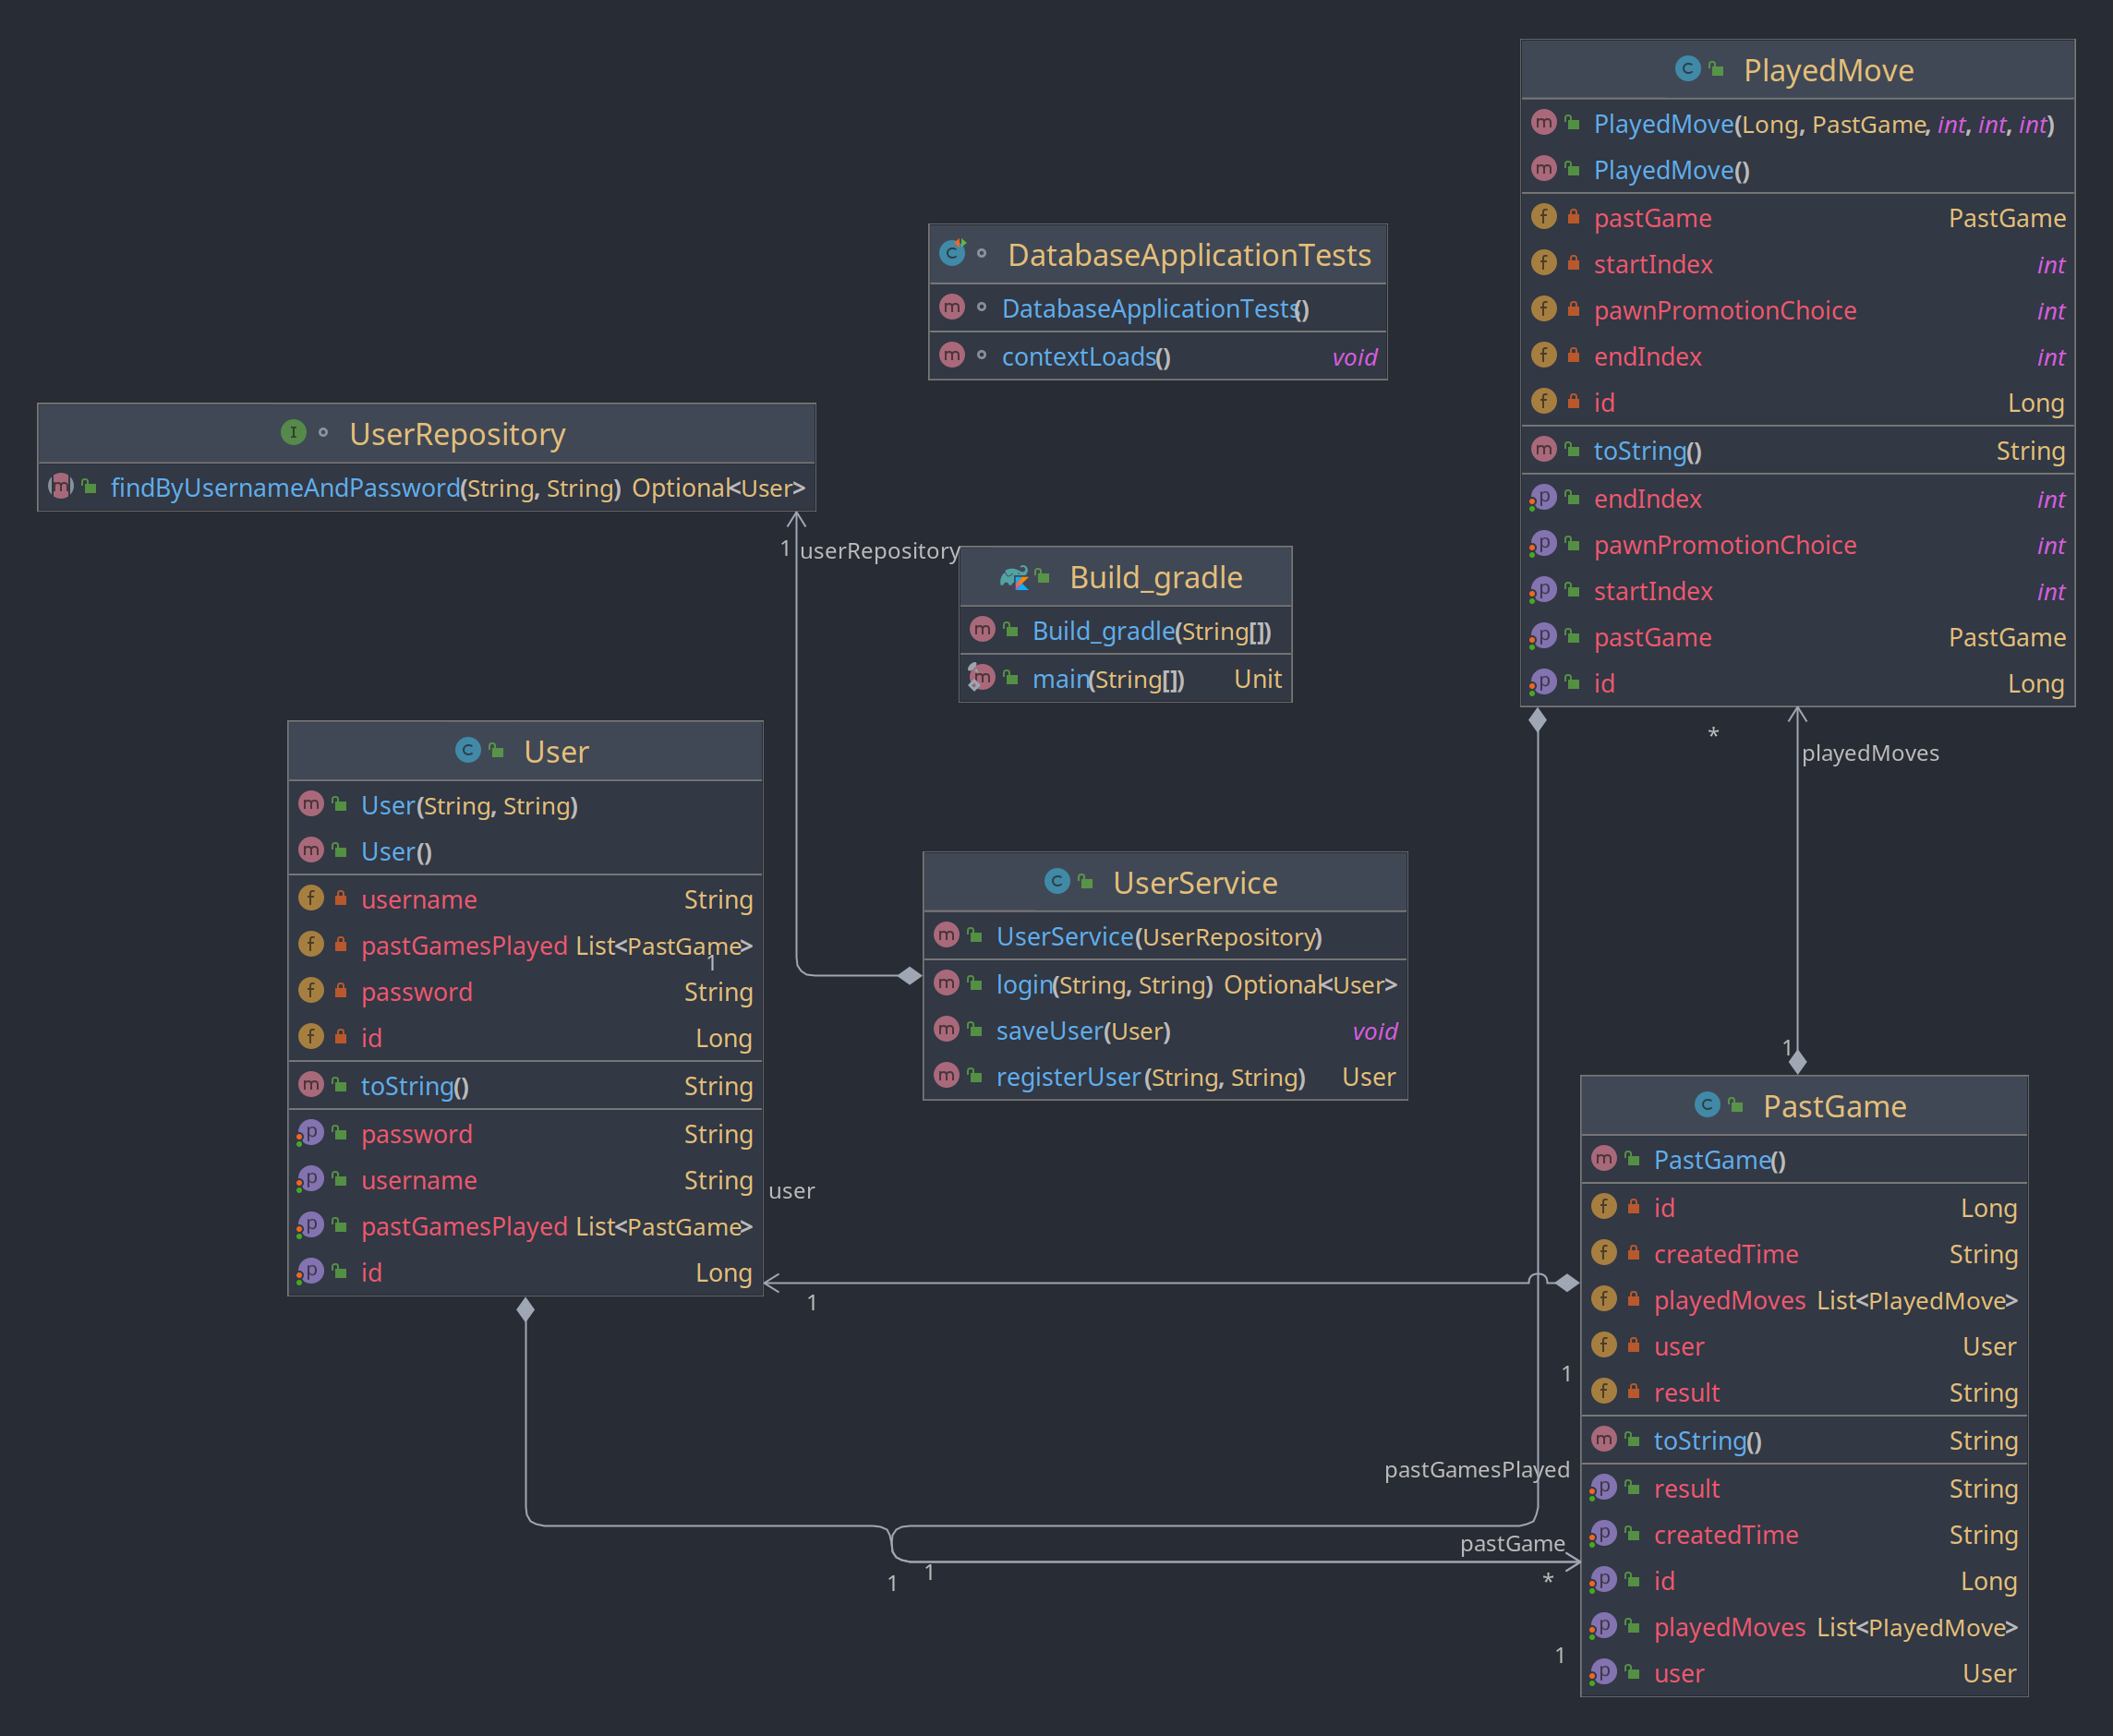 PlayedMove
PlayedMove(Long, PastGame, int, int, int)
PlayedMove()
pastGame PastGame
startIndex int
pawnPromotionChoice int
endIndex int
id Long
toString() String
endIndex int
pawnPromotionChoice int
startIndex int
pastGame PastGame
id Long
DatabaseApplicationTests
DatabaseApplicationTests()
contextLoads() void
UserRepository
findByUsernameAndPassword(String, String) Optional<User>
1 userRepository
Build_gradle
Build_gradle(String[])
main(String[]) Unit
User
User(String, String)
User()
username String
pastGamesPlayed List<PastGame>
1
password String
id Long
toString() String
password String
username String
pastGamesPlayed List<PastGame>
id Long
UserService
UserService(UserRepository)
login(String, String) Optional<User>
saveUser(User) void
registerUser(String, String) User
*
playedMoves
1
user
1
PastGame
PastGame()
id Long
createdTime String
playedMoves List<PlayedMove>
user User
result String
toString() String
result String
createdTime String
id Long
playedMoves List<PlayedMove>
user User
1
pastGamesPlayed
pastGame
1
1
*
1